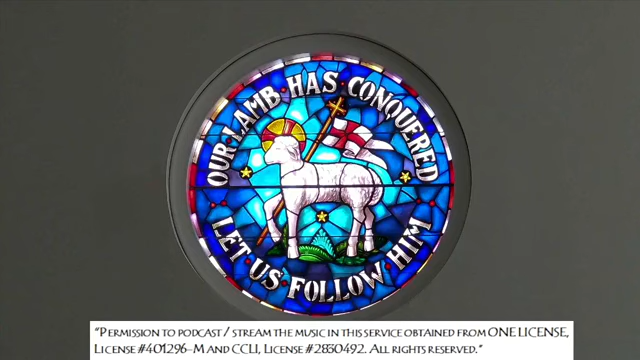 OUR LAMB HAS CONQUERED
LET US FOLLOW HIM
"Permission to podcast / stream the music in this service obtained from ONE LICENSE,
License #401296-M and CCLI, License #2830492. All rights reserved."